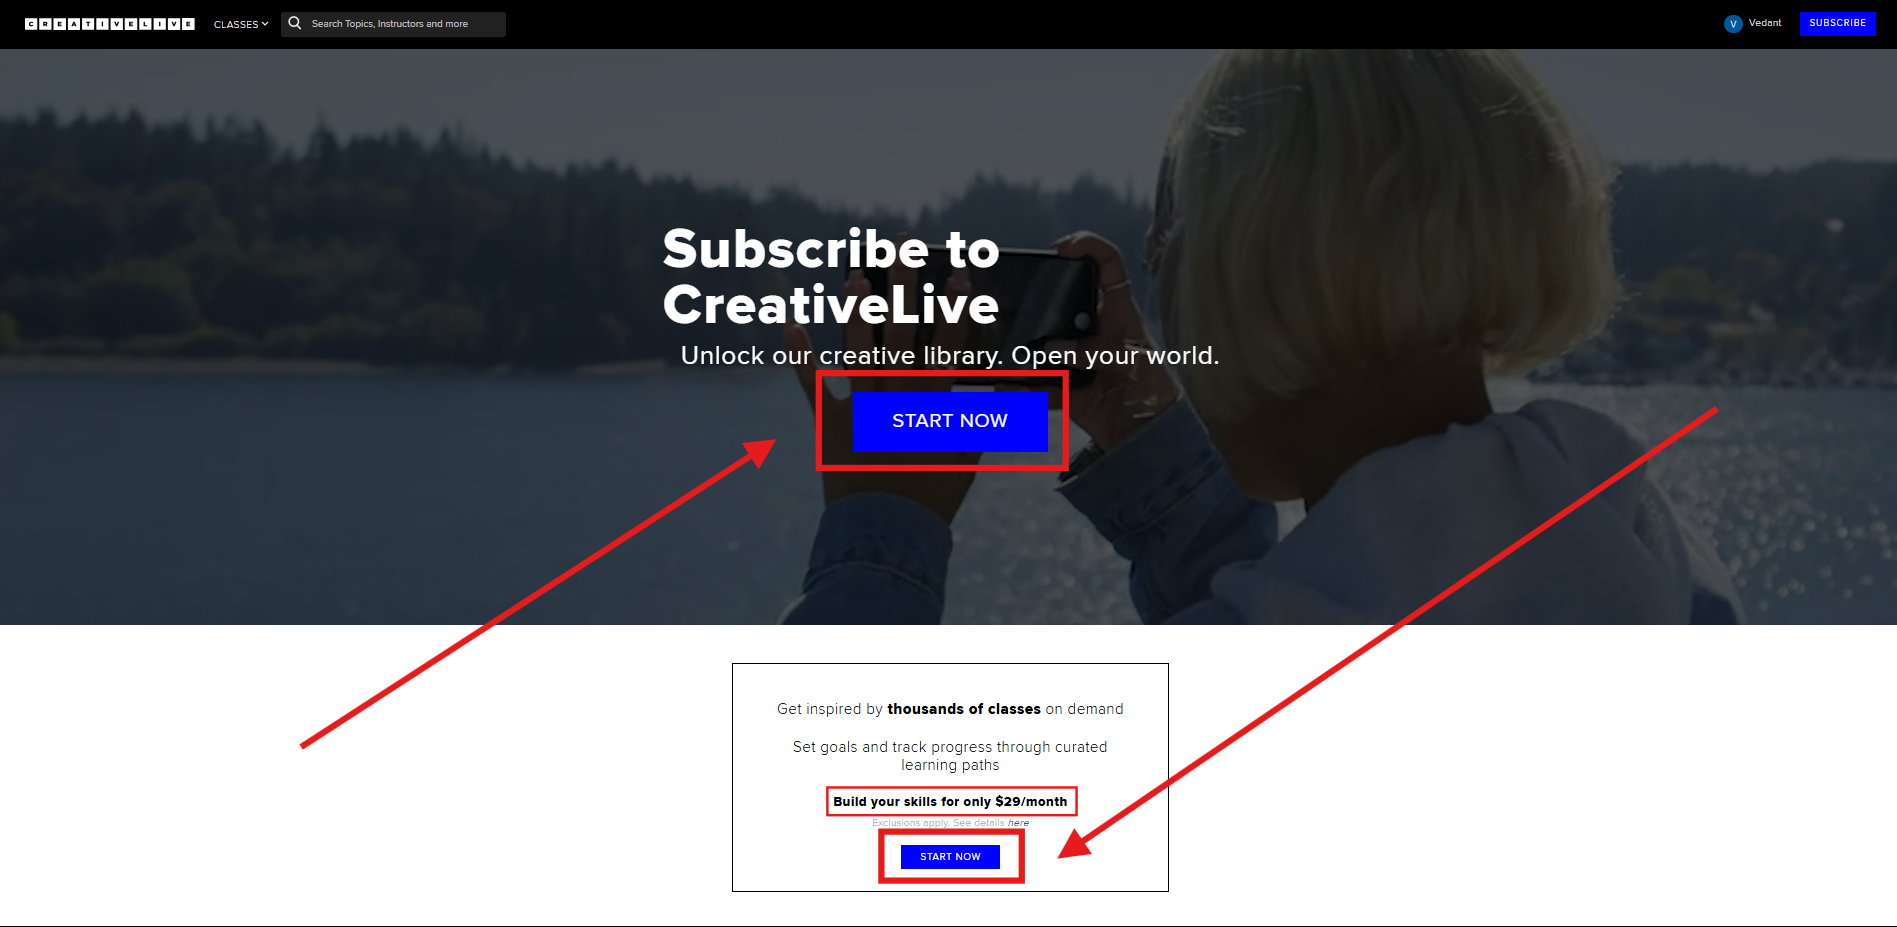 CREATIVELIVE
CLASSES
Search Topics, Instructors and more
V
Vedant
SUBSCRIBE
Subscribe to
CreativeLive
Unlock our creative library. Open your world.
START NOW
Get inspired by thousands of classes on demand
Set goals and track progress through curated
learning paths
Build your skills for only $29/month
Exclusions apply. See details here
START NOW